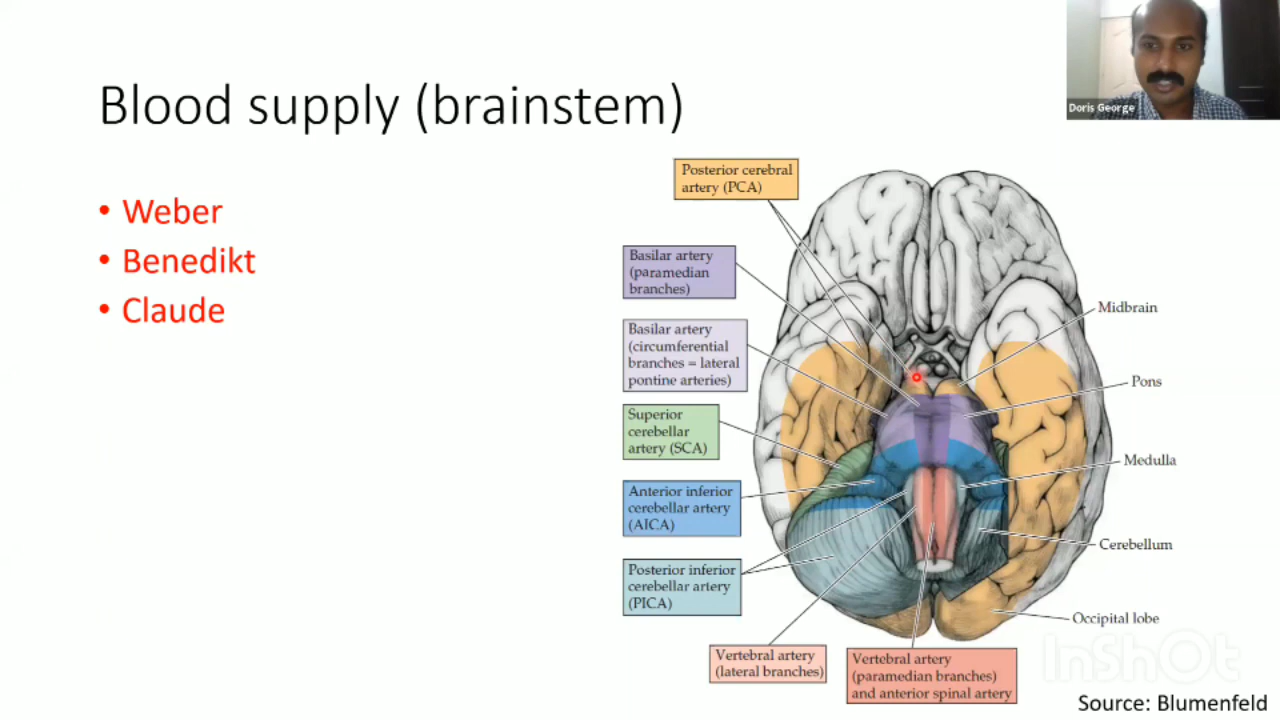 Doris George
Blood supply (brainstem)
• Weber
• Benedikt
• Claude
Posterior cerebral
artery (PCA)
Basilar artery
(paramedian
branches)
Basilar artery
(circumferential
branches = lateral
pontine arteries)
Superior
cerebellar
artery (SCA)
Anterior inferior
cerebellar artery
(AICA)
Posterior inferior
cerebellar artery
(PICA)
Vertebral artery
(lateral branches)
Vertebral artery
(paramedian branches)
and anterior spinal artery
Midbrain
Pons
Medulla
Cerebellum
Occipital lobe
InShOt
Source: Blumenfeld